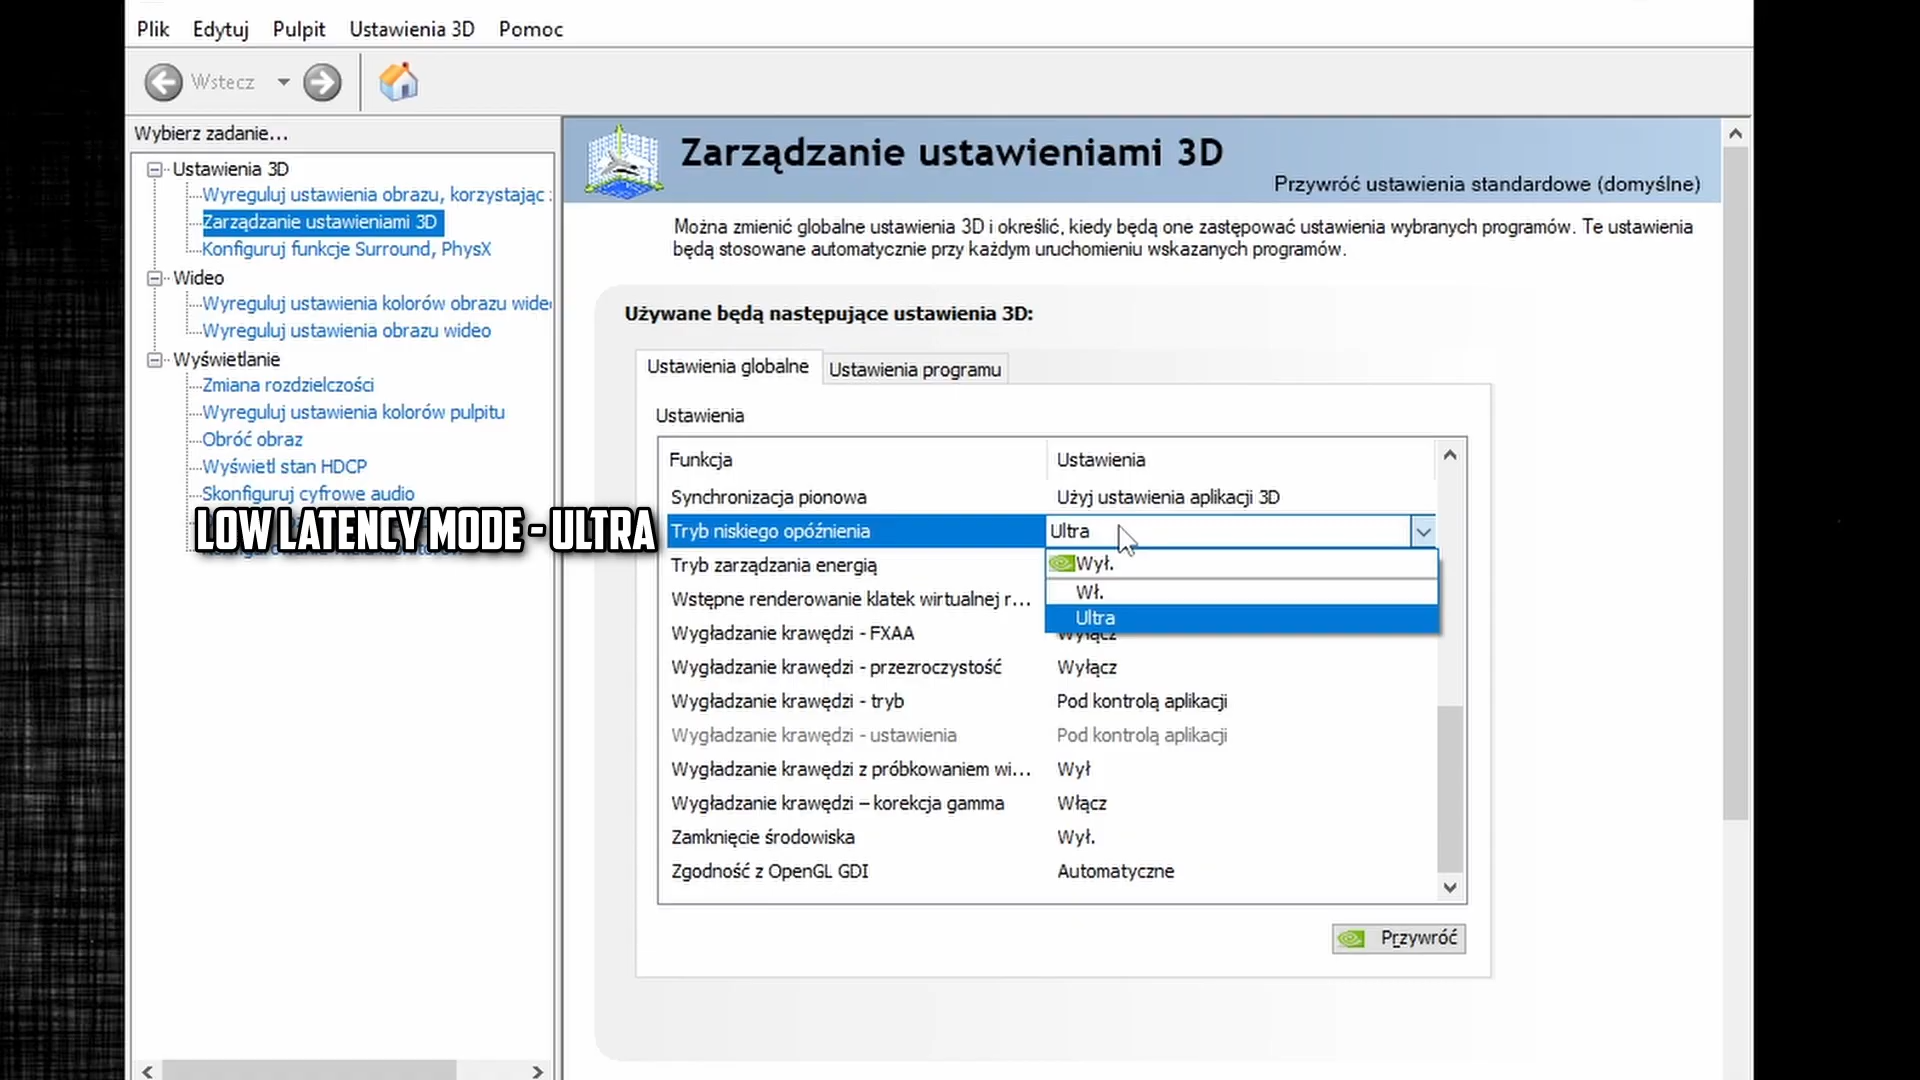 Plik Edytuj Pulpit Ustawienia 3D Pomoc
Wstecz
Wybierz zadanie...
Ustawienia 3D
Wyreguluj ustawienia obrazu, korzystając
Zarządzanie ustawieniami 3D
Konfiguruj funkcje Surround, PhysX
Wideo
Wyreguluj ustawienia kolorów obrazu wide
Wyreguluj ustawienia obrazu wideo
Wyświetlanie
Zmiana rozdzielczości
Wyreguluj ustawienia kolorów pulpitu
Obróć obraz
Wyświetl stan HDCP
Skonfiguruj cyfrowe audio
LOW LATENCY MODE - ULTRA
Zarządzanie ustawieniami 3D
Przywróć ustawienia standardowe (domyślne)
Można zmienić globalne ustawienia 3D i określić, kiedy będą one zastępować ustawienia wybranych programów. Te ustawienia
będą stosowane automatycznie przy każdym uruchomieniu wskazanych programów.
Używane będą następujące ustawienia 3D:
Ustawienia globalne Ustawienia programu
Ustawienia
Funkcja Ustawienia
Synchronizacja pionowa Użyj ustawienia aplikacji 3D
Tryb niskiego opóźnienia Ultra
Wył.
Wł.
Ultra
Tryb zarządzania energią
Wstępne renderowanie klatek wirtualnej r...
Wygładzanie krawędzi - FXAA Wyłącz
Wygładzanie krawędzi - przezroczystość Wyłącz
Wygładzanie krawędzi - tryb Pod kontrolą aplikacji
Wygładzanie krawędzi - ustawienia Pod kontrolą aplikacji
Wygładzanie krawędzi z próbkowaniem wi... Wył
Wygładzanie krawędzi – korekcja gamma Włącz
Zamknięcie środowiska Wył.
Zgodność z OpenGL GDI Automatyczne
Przywróć